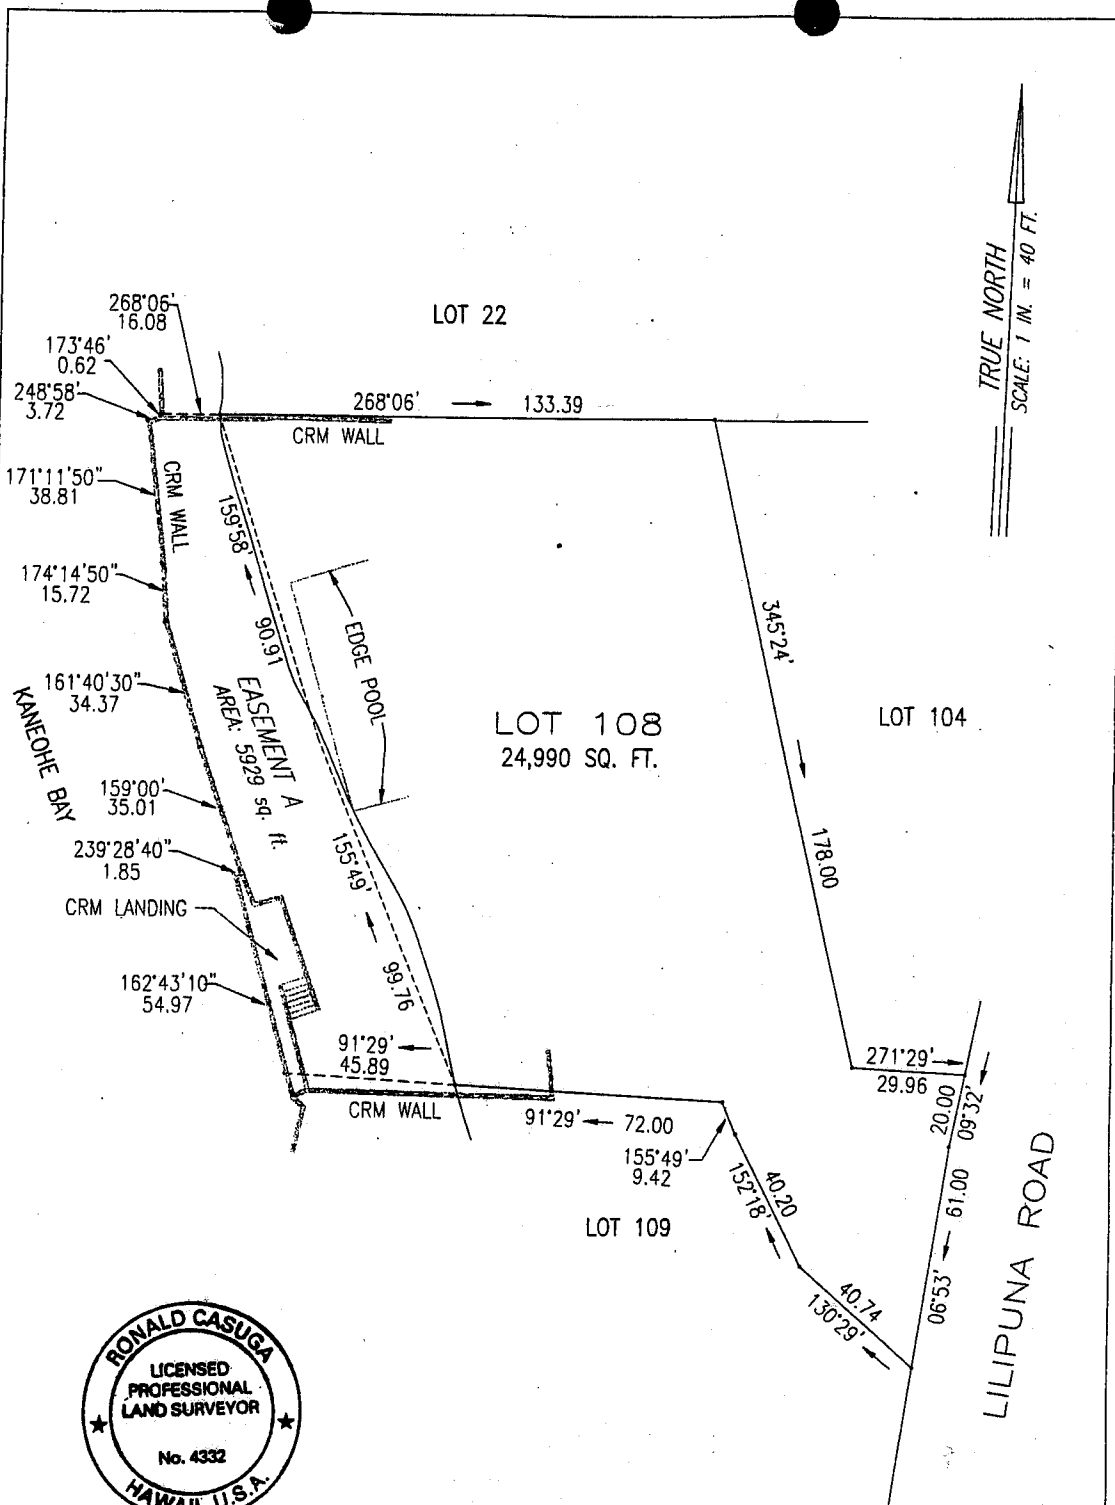 TRUE NORTH
SCALE: 1 IN. = 40 FT.
LOT 22
268°06'
16.08
173°46'
0.62
248°58'
3.72
268°06' 133.39
CRM WALL
171°11'50"
38.81
CRM WALL
159°58'
90.91
174°14'50"
15.72
EDGE POOL
345°24'
178.00
161°40'30"
34.37
KANEOHE BAY
EASEMENT A
AREA: 5929 sq. ft.
LOT 108
24,990 SQ. FT.
LOT 104
159°00'
35.01
239°28'40"
1.85
155°49'
99.76
CRM LANDING
162°43'10"
54.97
91°29'
45.89
CRM WALL
91°29' 72.00
271°29'
29.96
20.00
09°32'
155°49'
9.42
40.20
152°18'
61.00
06°53'
LOT 109
40.74
130°29'
LILIPUNA ROAD
RONALD CASUGA
LICENSED
PROFESSIONAL
LAND SURVEYOR
No. 4332
HAWAII, U.S.A.